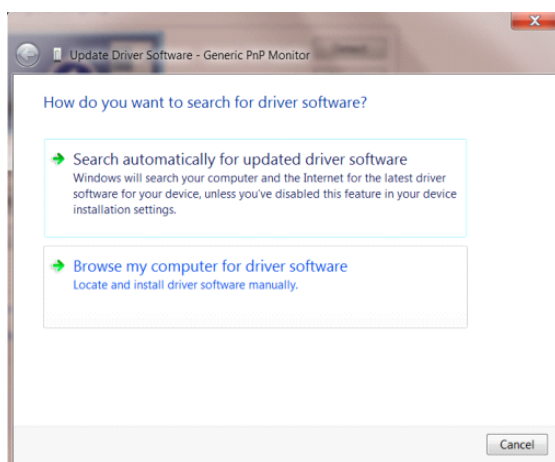 X
Update Driver Software - Generic PnP Monitor
How do you want to search for driver software?
Search automatically for updated driver software
Windows will search your computer and the Internet for the latest driver
software for your device, unless you've disabled this feature in your device
installation settings.
Browse my computer for driver software
Locate and install driver software manually.
Cancel